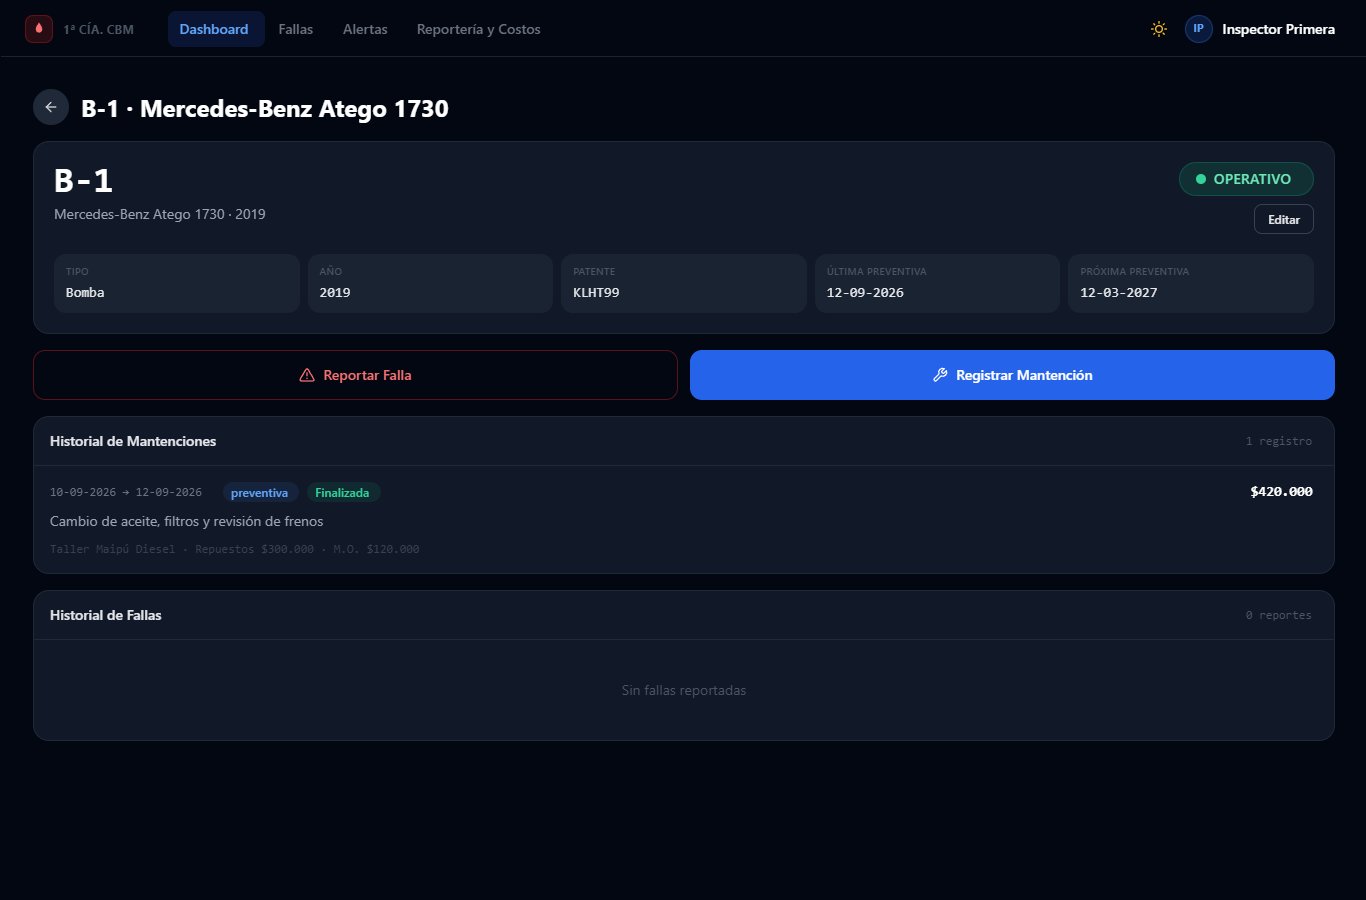 1ª CÍA. CBM Dashboard Fallas Alertas Reportería y Costos IP Inspector Primera
B-1 · Mercedes-Benz Atego 1730
B-1
OPERATIVO
Mercedes-Benz Atego 1730 · 2019
Editar
TIPO AÑO PATENTE ÚLTIMA PREVENTIVA PRÓXIMA PREVENTIVA
Bomba 2019 KLHT99 12-09-2026 12-03-2027
Reportar Falla Registrar Mantención
Historial de Mantenciones 1 registro
10-09-2026 → 12-09-2026 preventiva Finalizada $420.000
Cambio de aceite, filtros y revisión de frenos
Taller Maipú Diesel · Repuestos $300.000 · M.O. $120.000
Historial de Fallas 0 reportes
Sin fallas reportadas